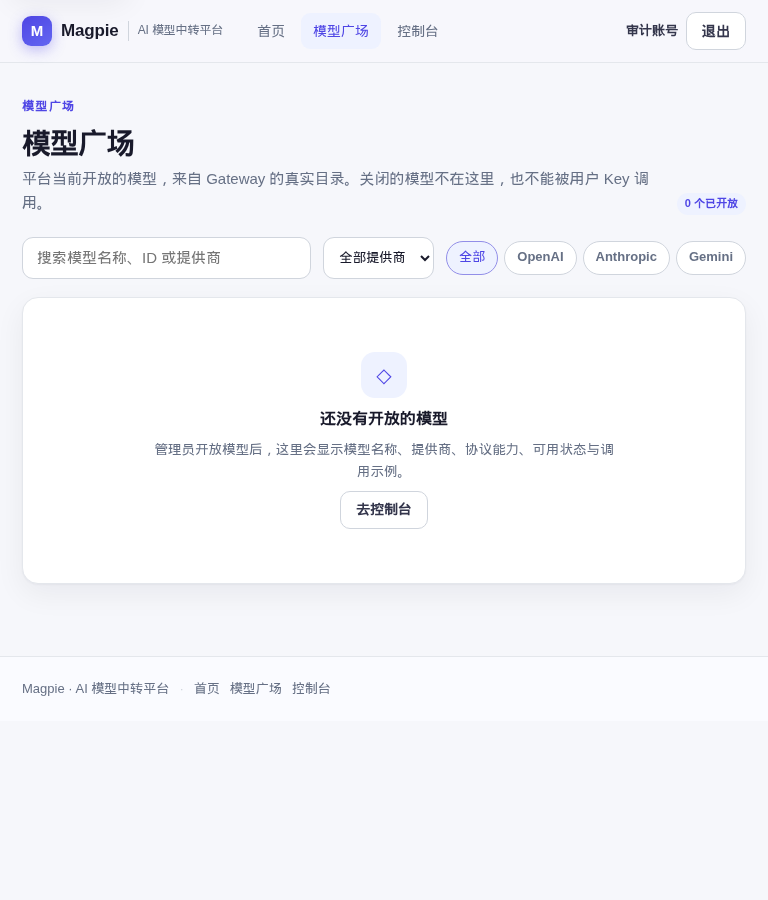 M Magpie AI 模型中转平台 首页 模型广场 控制台 审计账号 退出
模型广场
模型广场
平台当前开放的模型，来自 Gateway 的真实目录。关闭的模型不在这里，也不能被用户 Key 调
用。
0 个已开放
搜索模型名称、ID 或提供商 全部提供商 全部 OpenAI Anthropic Gemini
还没有开放的模型
管理员开放模型后，这里会显示模型名称、提供商、协议能力、可用状态与调
用示例。
去控制台
Magpie · AI 模型中转平台 · 首页 模型广场 控制台